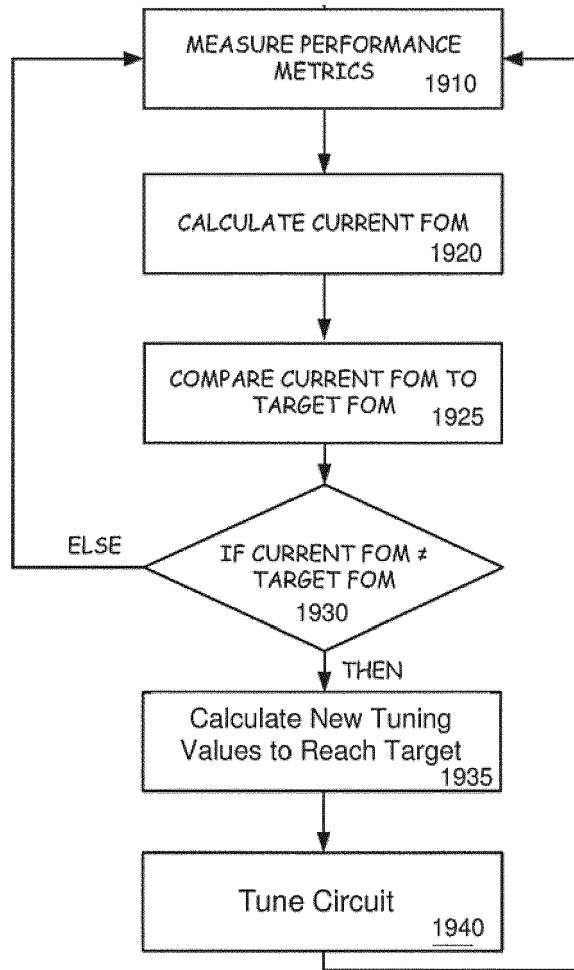 MEASURE PERFORMANCE
METRICS
1910
CALCULATE CURRENT FOM
1920
COMPARE CURRENT FOM TO
TARGET FOM
1925
ELSE
IF CURRENT FOM ≠
TARGET FOM
1930
THEN
Calculate New Tuning
Values to Reach Target
1935
Tune Circuit
1940